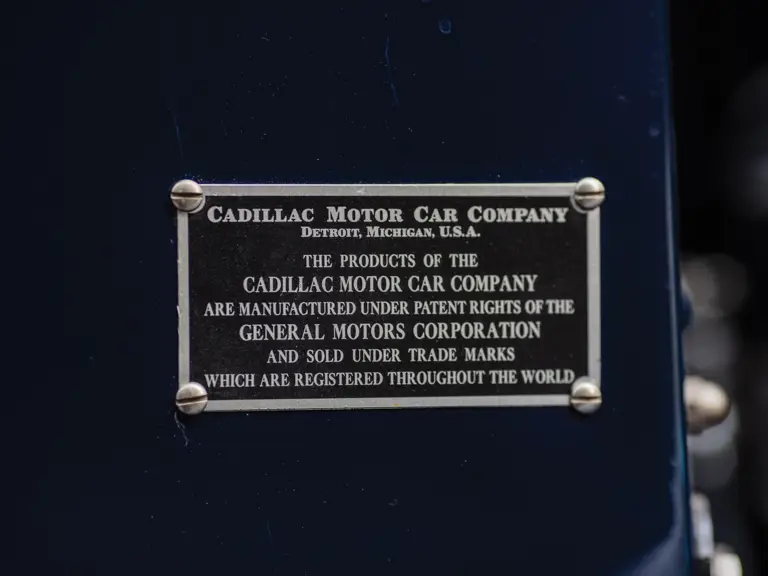 CADILLAC MOTOR CAR COMPANY
DETROIT, MICHIGAN, U.S.A.
THE PRODUCTS OF THE
CADILLAC MOTOR CAR COMPANY
ARE MANUFACTURED UNDER PATENT RIGHTS OF THE
GENERAL MOTORS CORPORATION
AND SOLD UNDER TRADE MARKS
WHICH ARE REGISTERED THROUGHOUT THE WORLD